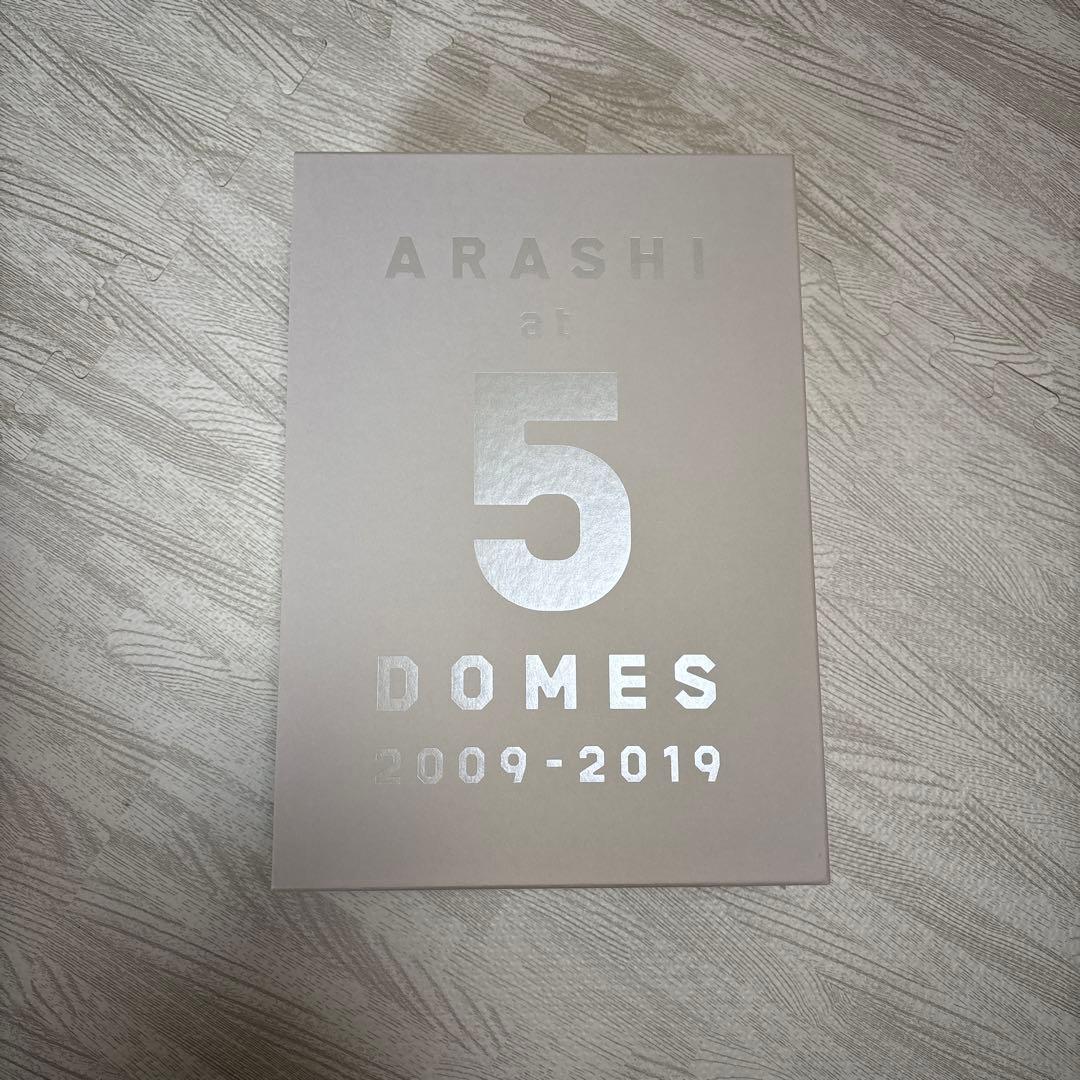 ARASHI
at
5
DOMES
2009-2019